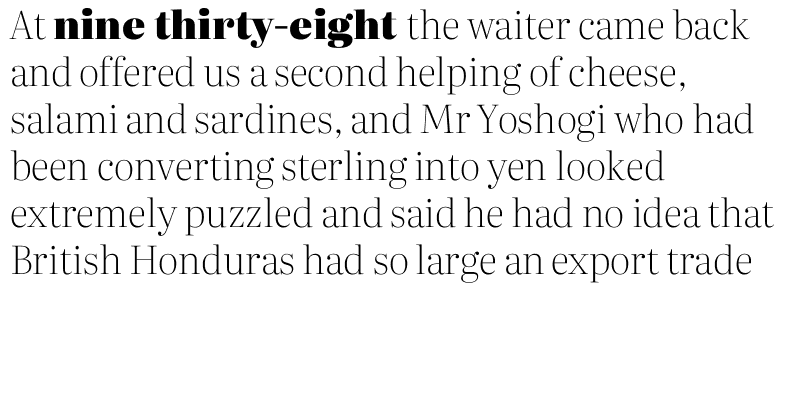 At nine thirty-eight the waiter came back
and offered us a second helping of cheese,
salami and sardines, and Mr Yoshogi who had
been converting sterling into yen looked
extremely puzzled and said he had no idea that
British Honduras had so large an export trade